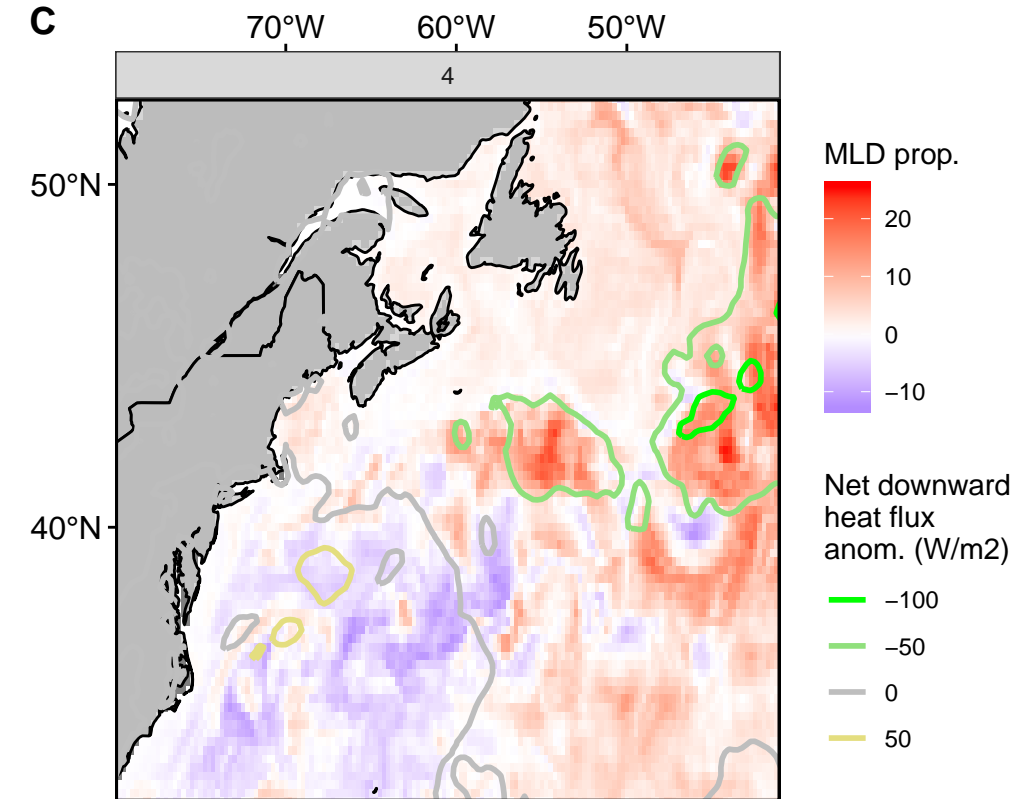 C
70°W 60°W 50°W
4
50°N
40°N
MLD prop.
20
10
0
−10
Net downward
heat flux
anom. (W/m2)
−100
−50
0
50